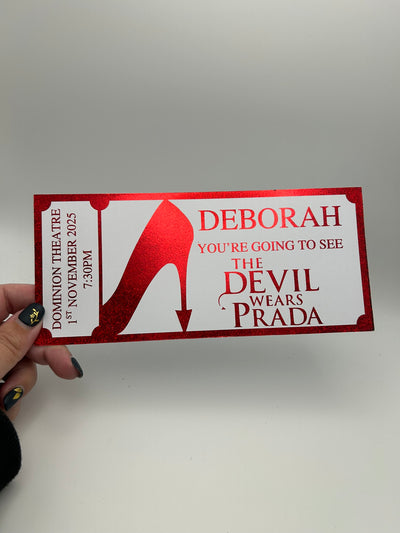 DOMINION THEATRE
1ST NOVEMBER 2025
7:30PM
DEBORAH
YOU'RE GOING TO SEE
THE
DEVIL
WEARS
PRADA